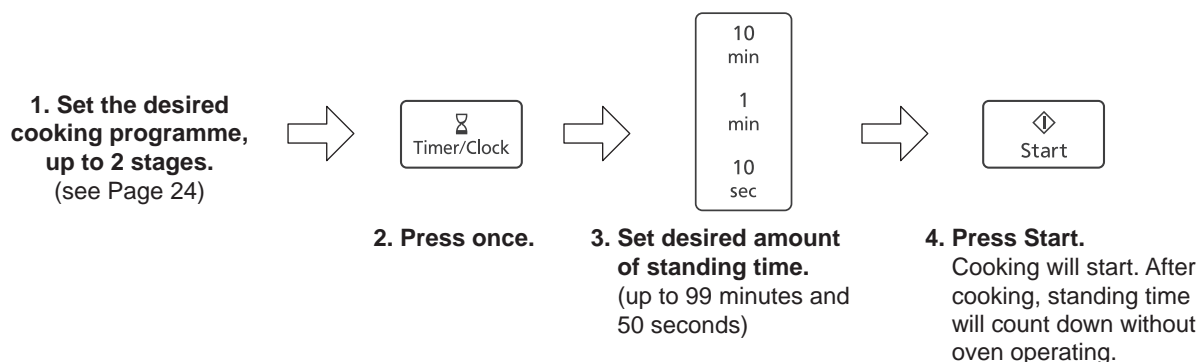 1. Set the desired
cooking programme,
up to 2 stages.
(see Page 24)
Timer/Clock
2. Press once.
10
min
1
min
10
sec
3. Set desired amount
of standing time.
(up to 99 minutes and
50 seconds)
Start
4. Press Start.
Cooking will start. After
cooking, standing time
will count down without
oven operating.